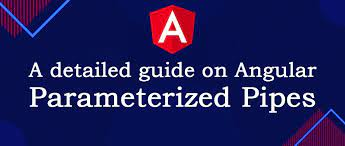 A
A detailed guide on Angular
Parameterized Pipes